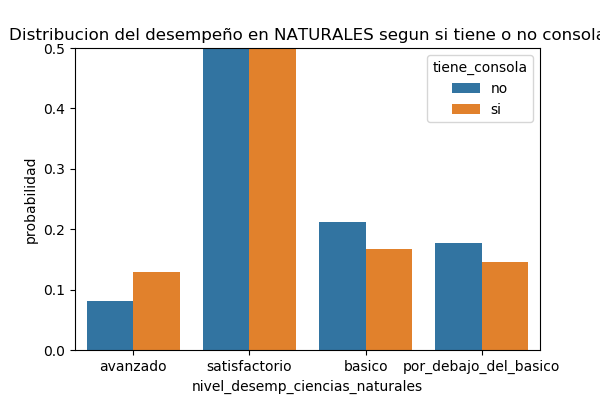 Distribucion del desempeño en NATURALES segun si tiene o no consola
tiene_consola
no
si
probabilidad
0.5
0.4
0.3
0.2
0.1
0.0
avanzado
satisfactorio
basico
por_debajo_del_basico
nivel_desemp_ciencias_naturales